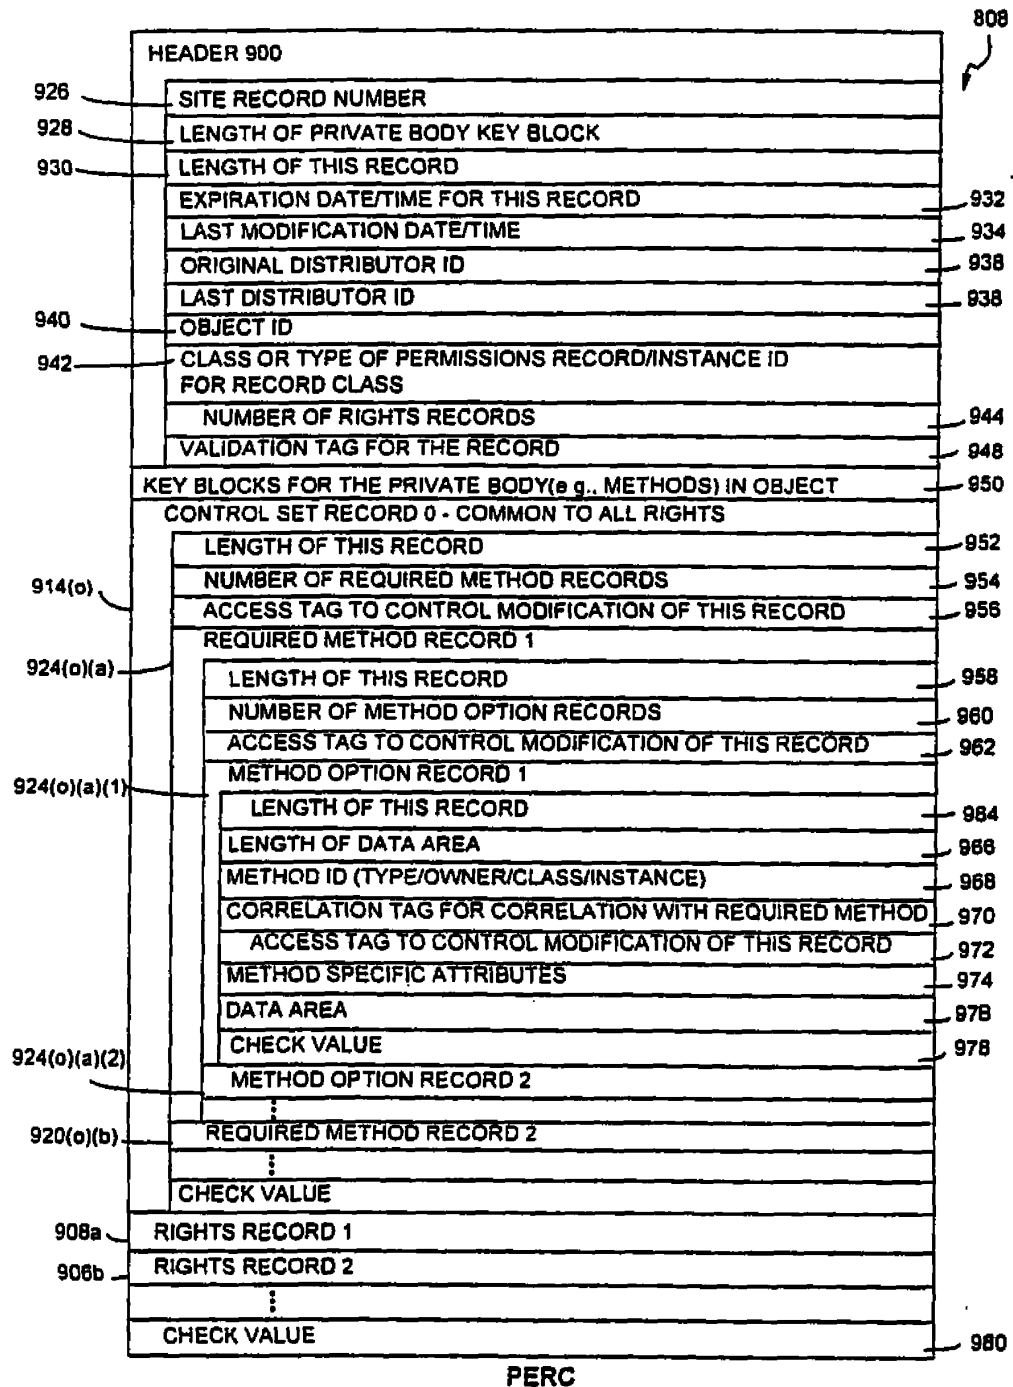 808
HEADER 900
926 SITE RECORD NUMBER
928 LENGTH OF PRIVATE BODY KEY BLOCK
930 LENGTH OF THIS RECORD
EXPIRATION DATE/TIME FOR THIS RECORD 932
LAST MODIFICATION DATE/TIME 934
ORIGINAL DISTRIBUTOR ID 938
LAST DISTRIBUTOR ID 938
940 OBJECT ID
942 CLASS OR TYPE OF PERMISSIONS RECORD/INSTANCE ID
FOR RECORD CLASS
NUMBER OF RIGHTS RECORDS 944
VALIDATION TAG FOR THE RECORD 948
KEY BLOCKS FOR THE PRIVATE BODY(e g., METHODS) IN OBJECT 950
CONTROL SET RECORD 0 - COMMON TO ALL RIGHTS
LENGTH OF THIS RECORD 952
914(o) NUMBER OF REQUIRED METHOD RECORDS 954
ACCESS TAG TO CONTROL MODIFICATION OF THIS RECORD 956
REQUIRED METHOD RECORD 1
924(o)(a) LENGTH OF THIS RECORD 958
NUMBER OF METHOD OPTION RECORDS 960
ACCESS TAG TO CONTROL MODIFICATION OF THIS RECORD 962
METHOD OPTION RECORD 1
924(o)(a)(1) LENGTH OF THIS RECORD 984
LENGTH OF DATA AREA 966
METHOD ID (TYPE/OWNER/CLASS/INSTANCE) 968
CORRELATION TAG FOR CORRELATION WITH REQUIRED METHOD 970
ACCESS TAG TO CONTROL MODIFICATION OF THIS RECORD 972
METHOD SPECIFIC ATTRIBUTES 974
DATA AREA 978
CHECK VALUE 978
924(o)(a)(2) METHOD OPTION RECORD 2
920(o)(b) REQUIRED METHOD RECORD 2
CHECK VALUE
908a RIGHTS RECORD 1
906b RIGHTS RECORD 2
CHECK VALUE 980
PERC